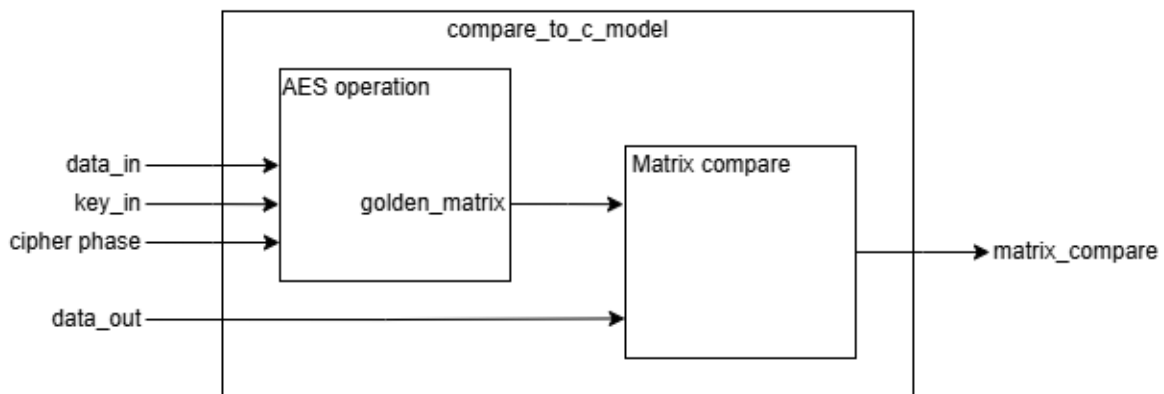 compare_to_c_model
AES operation
data_in
key_in
cipher phase
golden_matrix
Matrix compare
data_out
matrix_compare